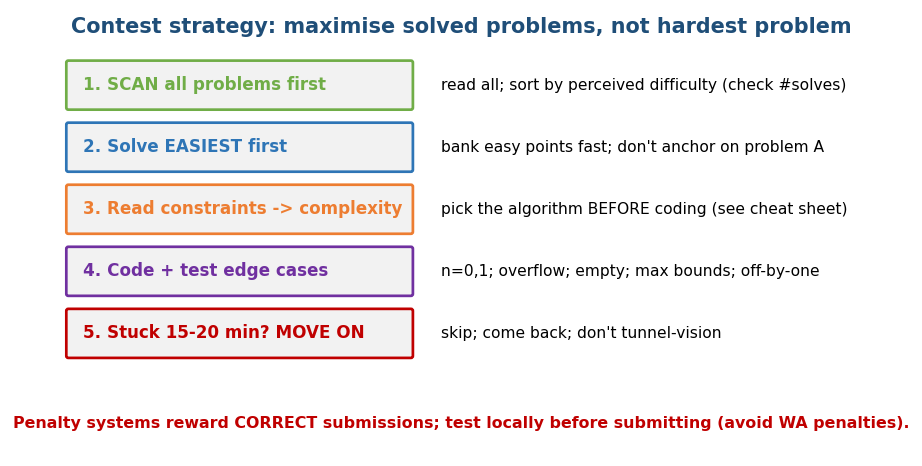 Contest strategy: maximise solved problems, not hardest problem
1. SCAN all problems first
read all; sort by perceived difficulty (check #solves)
2. Solve EASIEST first
bank easy points fast; don't anchor on problem A
3. Read constraints -> complexity
pick the algorithm BEFORE coding (see cheat sheet)
4. Code + test edge cases
n=0,1; overflow; empty; max bounds; off-by-one
5. Stuck 15-20 min? MOVE ON
skip; come back; don't tunnel-vision
Penalty systems reward CORRECT submissions; test locally before submitting (avoid WA penalties).